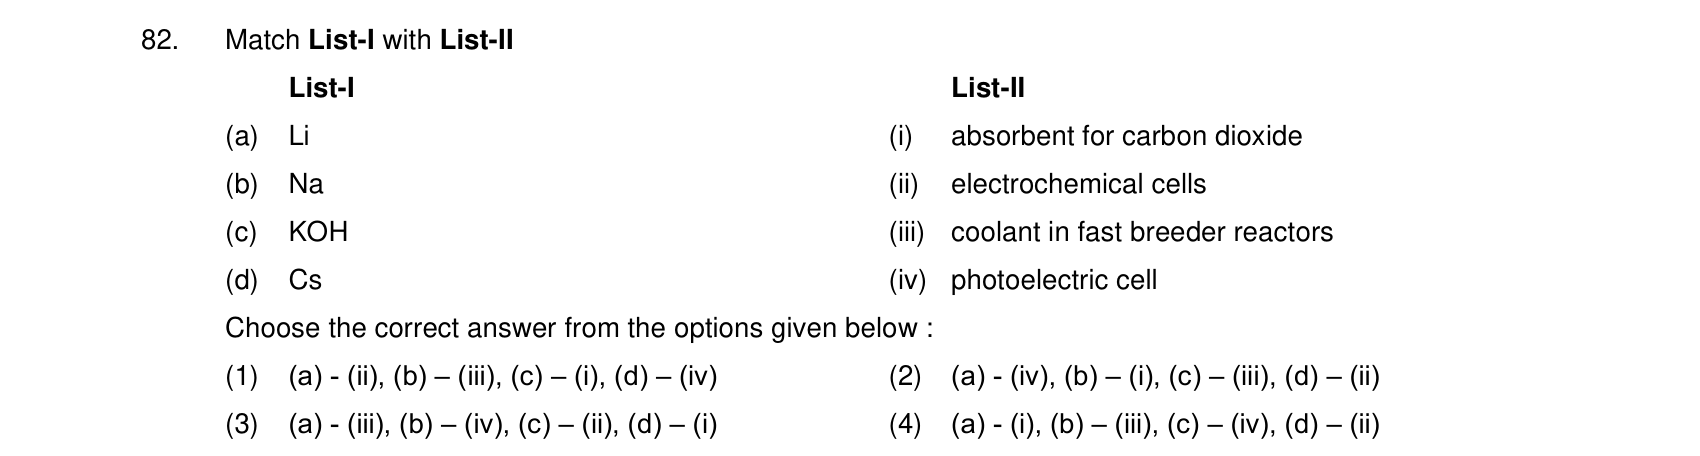 82. Match List-I with List-II
List-I List-II
(a) Li (i) absorbent for carbon dioxide
(b) Na (ii) electrochemical cells
(c) KOH (iii) coolant in fast breeder reactors
(d) Cs (iv) photoelectric cell
Choose the correct answer from the options given below :
(1) (a) - (ii), (b) – (iii), (c) – (i), (d) – (iv) (2) (a) - (iv), (b) – (i), (c) – (iii), (d) – (ii)
(3) (a) - (iii), (b) – (iv), (c) – (ii), (d) – (i) (4) (a) - (i), (b) – (iii), (c) – (iv), (d) – (ii)